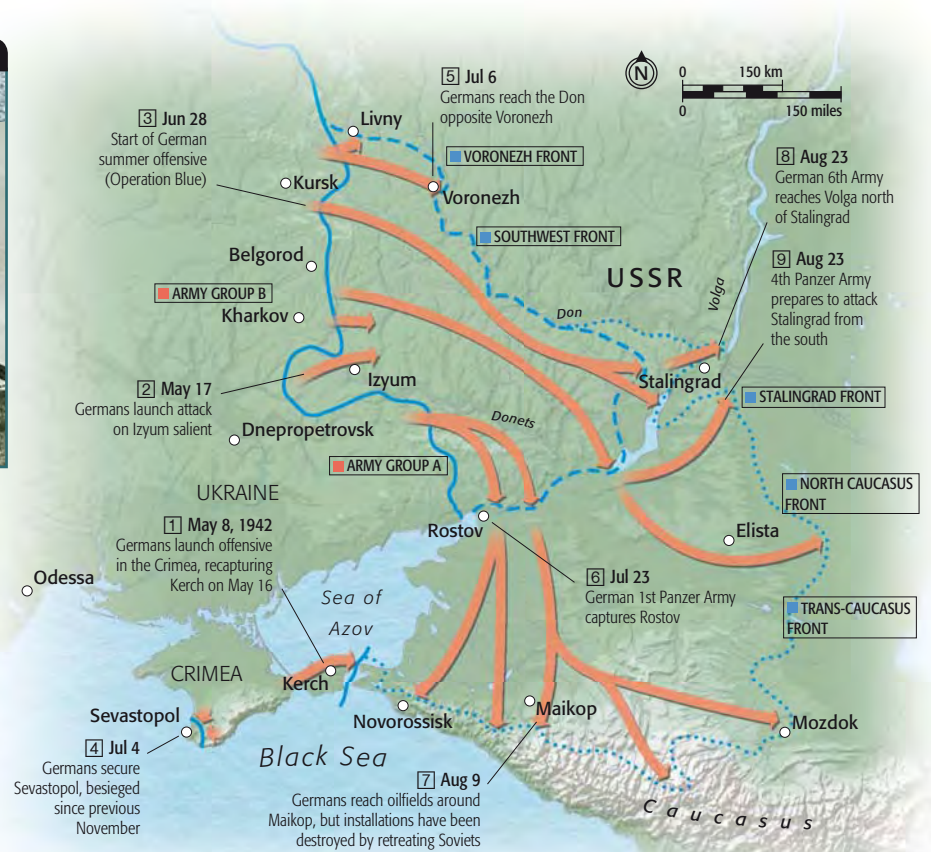 N
0 150 km
0 150 miles
5 Jul 6
Germans reach the Don
opposite Voronezh
3 Jun 28
Start of German
summer offensive
(Operation Blue)
Livny
VORONEZH FRONT
8 Aug 23
German 6th Army
reaches Volga north
of Stalingrad
Kursk
Voronezh
SOUTHWEST FRONT
Belgorod
USSR
9 Aug 23
4th Panzer Army
prepares to attack
Stalingrad from
the south
ARMY GROUP B
Kharkov
Don
Volga
2 May 17
Germans launch attack
on Izyum salient
Izyum
Stalingrad
STALINGRAD FRONT
Dnepropetrovsk
Donets
ARMY GROUP A
UKRAINE
NORTH CAUCASUS
FRONT
1 May 8, 1942
Germans launch offensive
in the Crimea, recapturing
Kerch on May 16
Rostov
Elista
6 Jul 23
German 1st Panzer Army
captures Rostov
Odessa
Sea of
Azov
TRANS-CAUCASUS
FRONT
CRIMEA
Kerch
Sevastopol
Novorossisk
Maikop
Mozdok
4 Jul 4
Germans secure
Sevastopol, besieged
since previous
November
Black Sea
7 Aug 9
Germans reach oilfields around
Maikop, but installations have been
destroyed by retreating Soviets
Caucasus